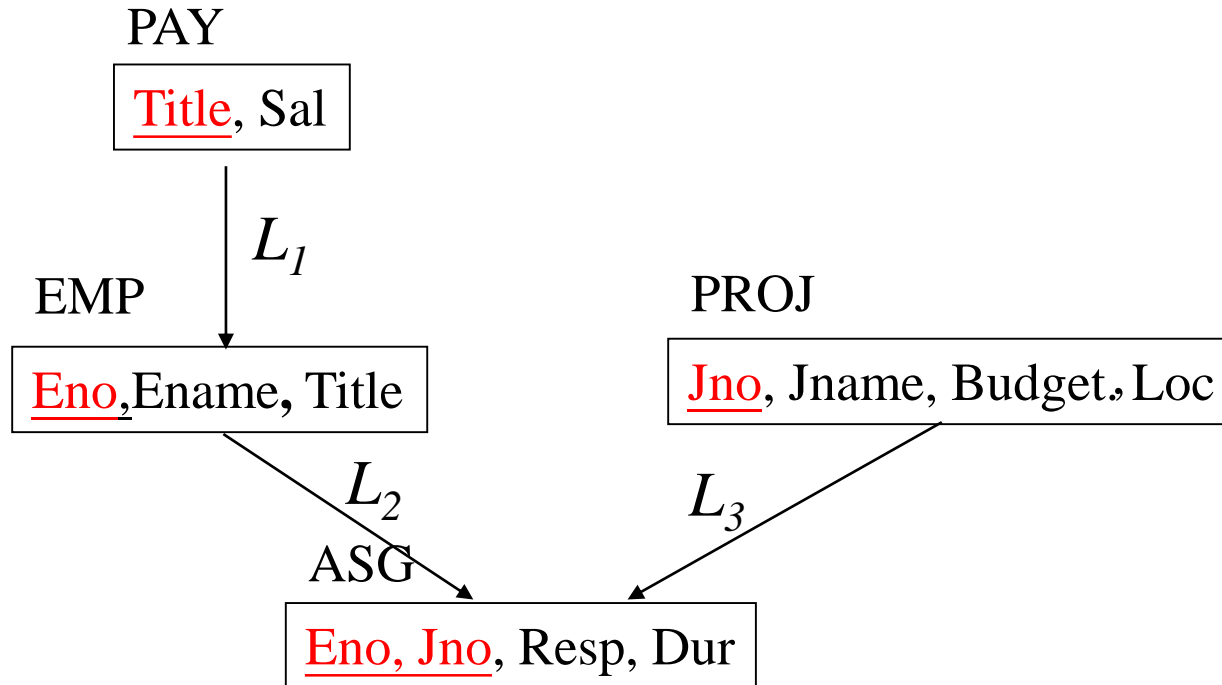 PAY
Title, Sal
L1
EMP
PROJ
Eno,Ename, Title
Jno, Jname, Budget., Loc
L2
L3
ASG
Eno, Jno, Resp, Dur